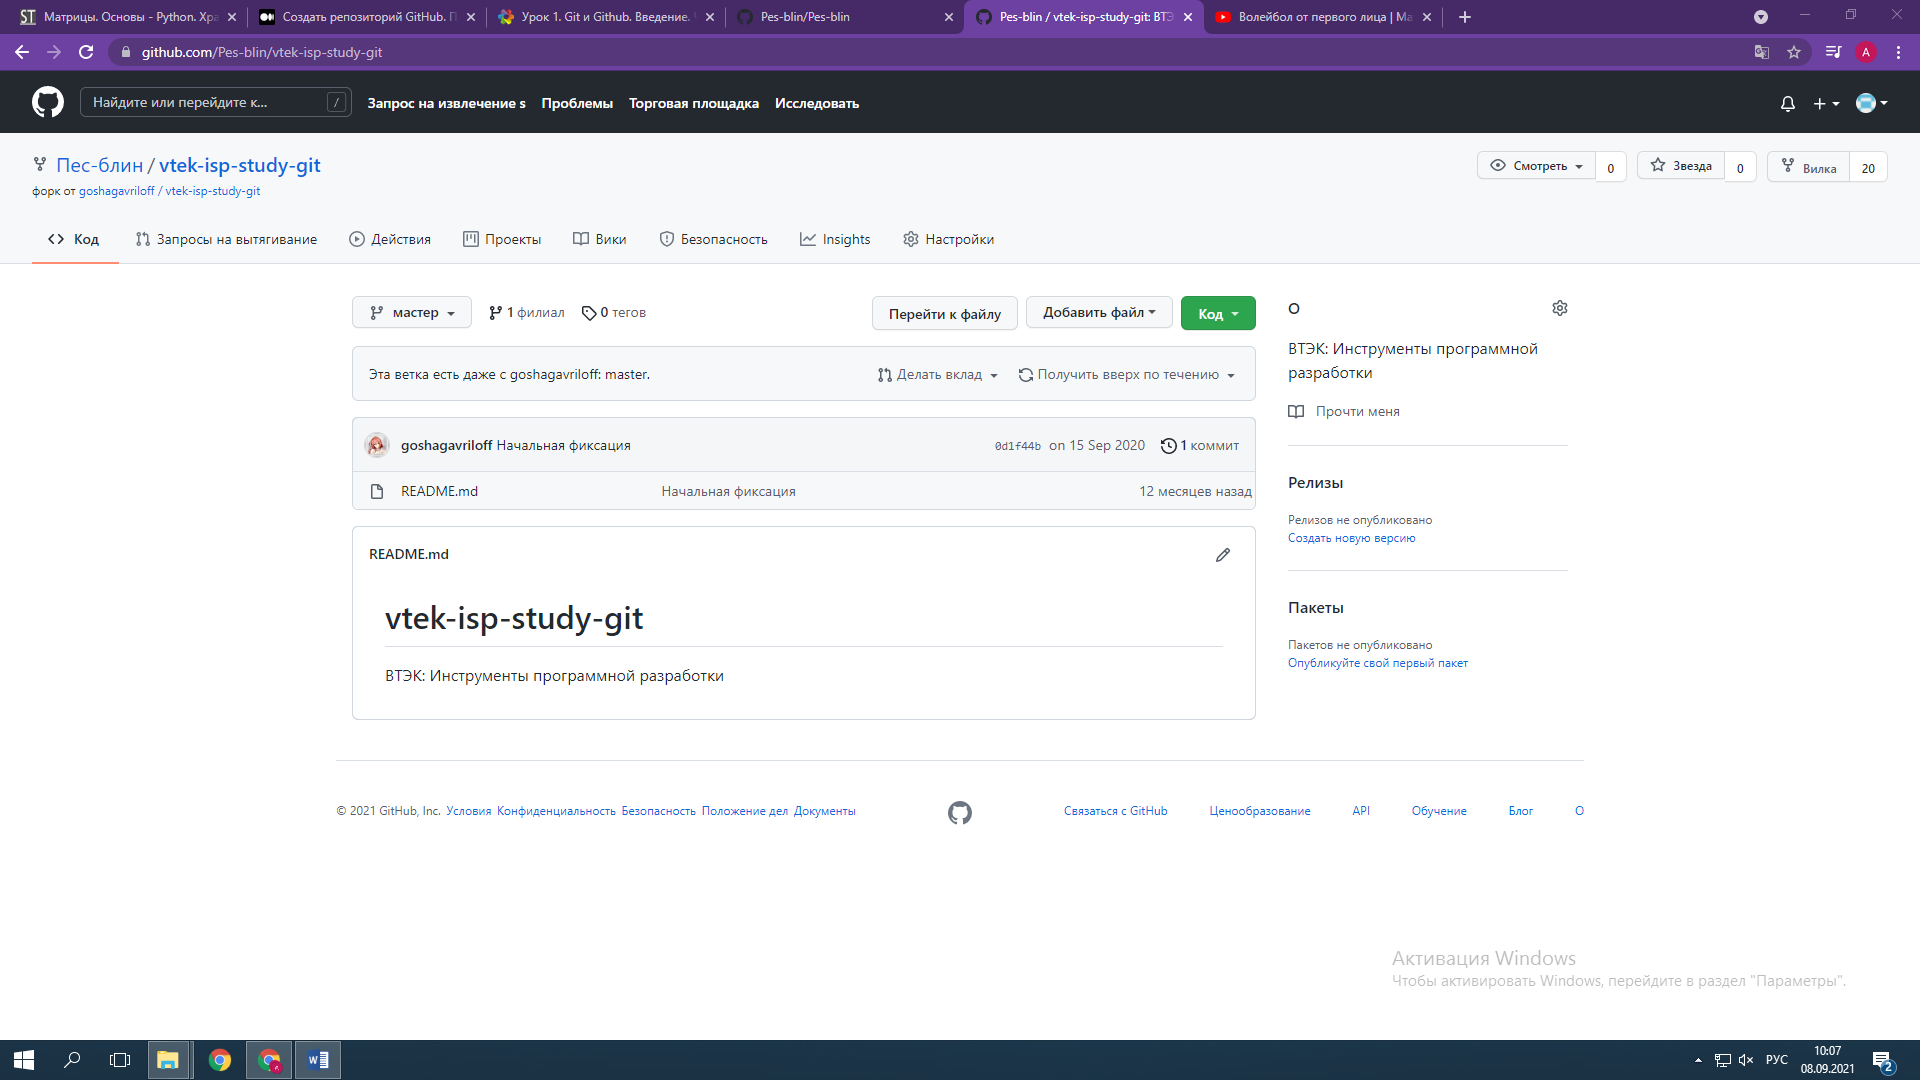 Матрицы. Основы - Python. Хра
Создать репозиторий GitHub. П
Урок 1. Git и Github. Введение.
Pes-blin/Pes-blin
Pes-blin / vtek-isp-study-git: ВТЭ
Волейбол от первого лица | Ma
github.com/Pes-blin/vtek-isp-study-git
A
Найдите или перейдите к... /
Запрос на извлечение s Проблемы Торговая площадка Исследовать
Пес-блин / vtek-isp-study-git
форк от goshagavriloff / vtek-isp-study-git
Смотреть 0 Звезда 0 Вилка 20
Код Запросы на вытягивание Действия Проекты Вики Безопасность Insights Настройки
мастер 1 филиал 0 тегов Перейти к файлу Добавить файл Код
Эта ветка есть даже с goshagavriloff: master. Делать вклад Получить вверх по течению
goshagavriloff Начальная фиксация 0d1f44b on 15 Sep 2020 1 коммит
README.md Начальная фиксация 12 месяцев назад
README.md
vtek-isp-study-git
ВТЭК: Инструменты программной разработки
О
ВТЭК: Инструменты программной
разработки
Прочти меня
Релизы
Релизов не опубликовано
Создать новую версию
Пакеты
Пакетов не опубликовано
Опубликуйте свой первый пакет
© 2021 GitHub, Inc. Условия Конфиденциальность Безопасность Положение дел Документы
Связаться с GitHub Ценообразование API Обучение Блог О
Активация Windows
Чтобы активировать Windows, перейдите в раздел "Параметры".
РУС
10:07
08.09.2021
2